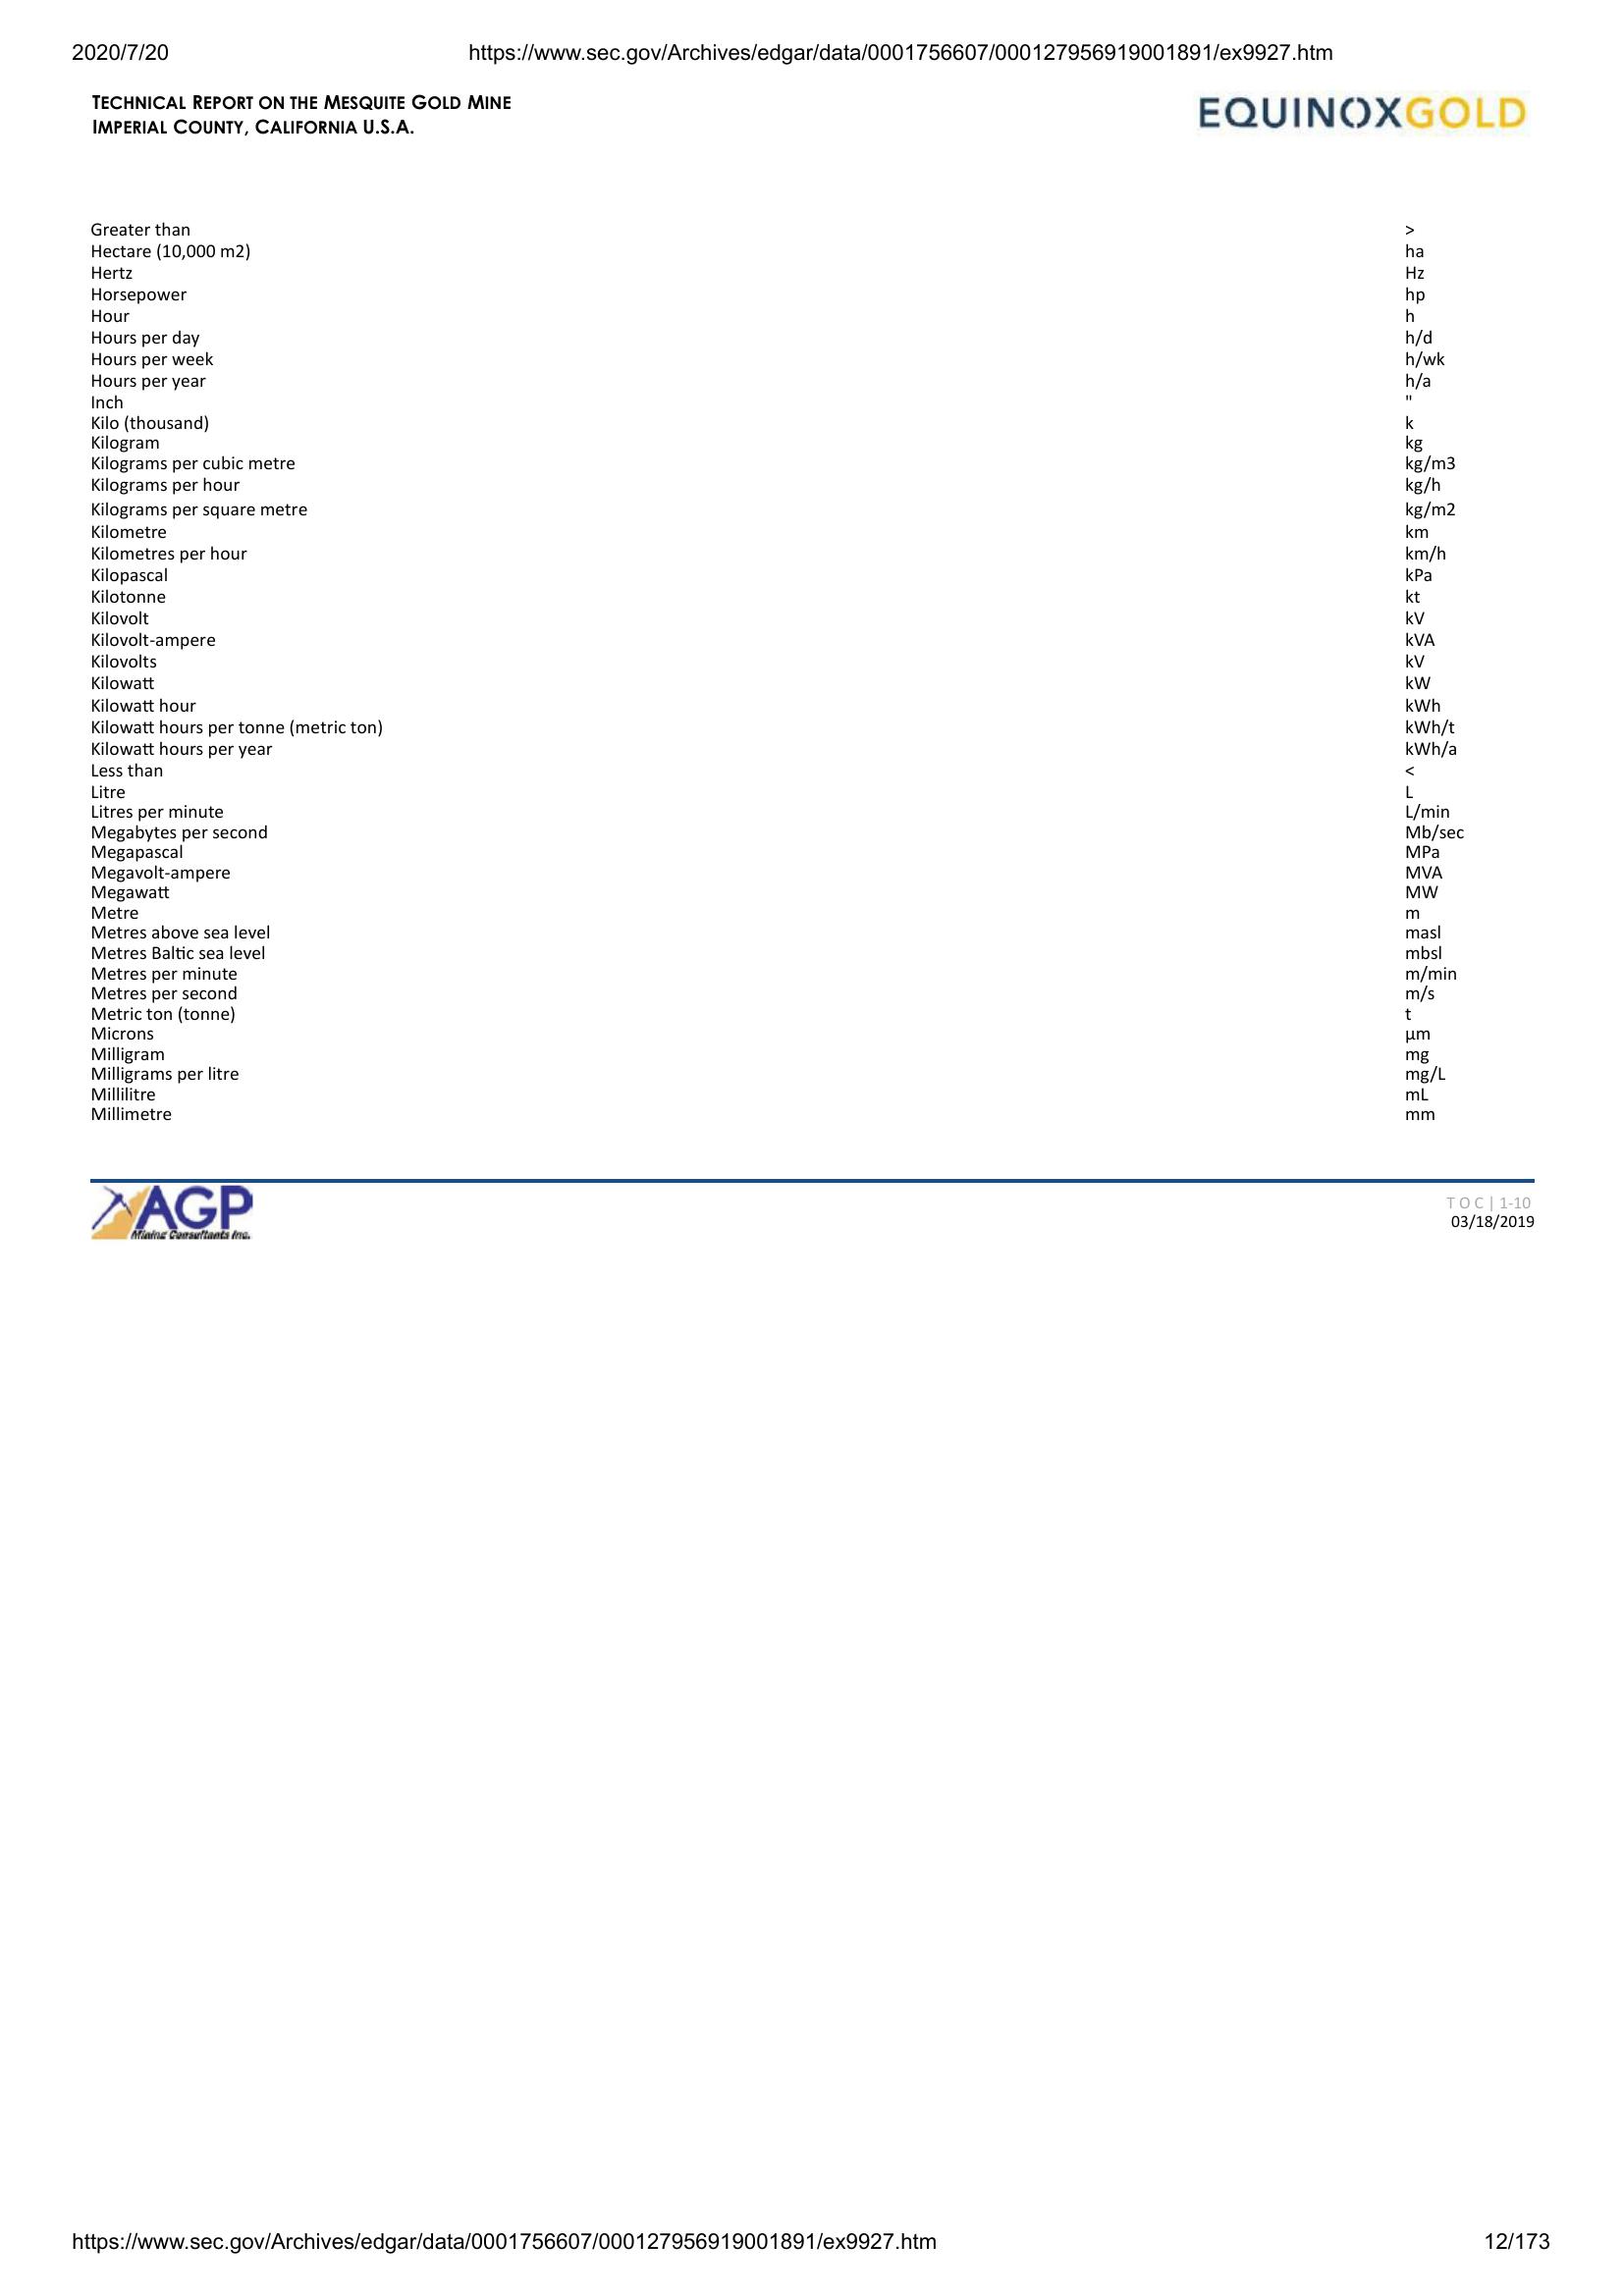 2020/7/20 https://www.sec.gov/Archives/edgar/data/0001756607/000127956919001891/ex9927.htm
TECHNICAL REPORT ON THE MESQUITE GOLD MINE
IMPERIAL COUNTY, CALIFORNIA U.S.A.
EQUINOXGOLD
Greater than >
Hectare (10,000 m2) ha
Hertz Hz
Horsepower hp
Hour h
Hours per day h/d
Hours per week h/wk
Hours per year h/a
Inch "
Kilo (thousand) k
Kilogram kg
Kilograms per cubic metre kg/m3
Kilograms per hour kg/h
Kilograms per square metre kg/m2
Kilometre km
Kilometres per hour km/h
Kilopascal kPa
Kilotonne kt
Kilovolt kV
Kilovolt-ampere kVA
Kilovolts kV
Kilowatt kW
Kilowatt hour kWh
Kilowatt hours per tonne (metric ton) kWh/t
Kilowatt hours per year kWh/a
Less than <
Litre L
Litres per minute L/min
Megabytes per second Mb/sec
Megapascal MPa
Megavolt-ampere MVA
Megawatt MW
Metre m
Metres above sea level masl
Metres Baltic sea level mbsl
Metres per minute m/min
Metres per second m/s
Metric ton (tonne) t
Microns µm
Milligram mg
Milligrams per litre mg/L
Millilitre mL
Millimetre mm
AGP
Mining Consultants Inc.
T O C | 1-10
03/18/2019
https://www.sec.gov/Archives/edgar/data/0001756607/000127956919001891/ex9927.htm 12/173